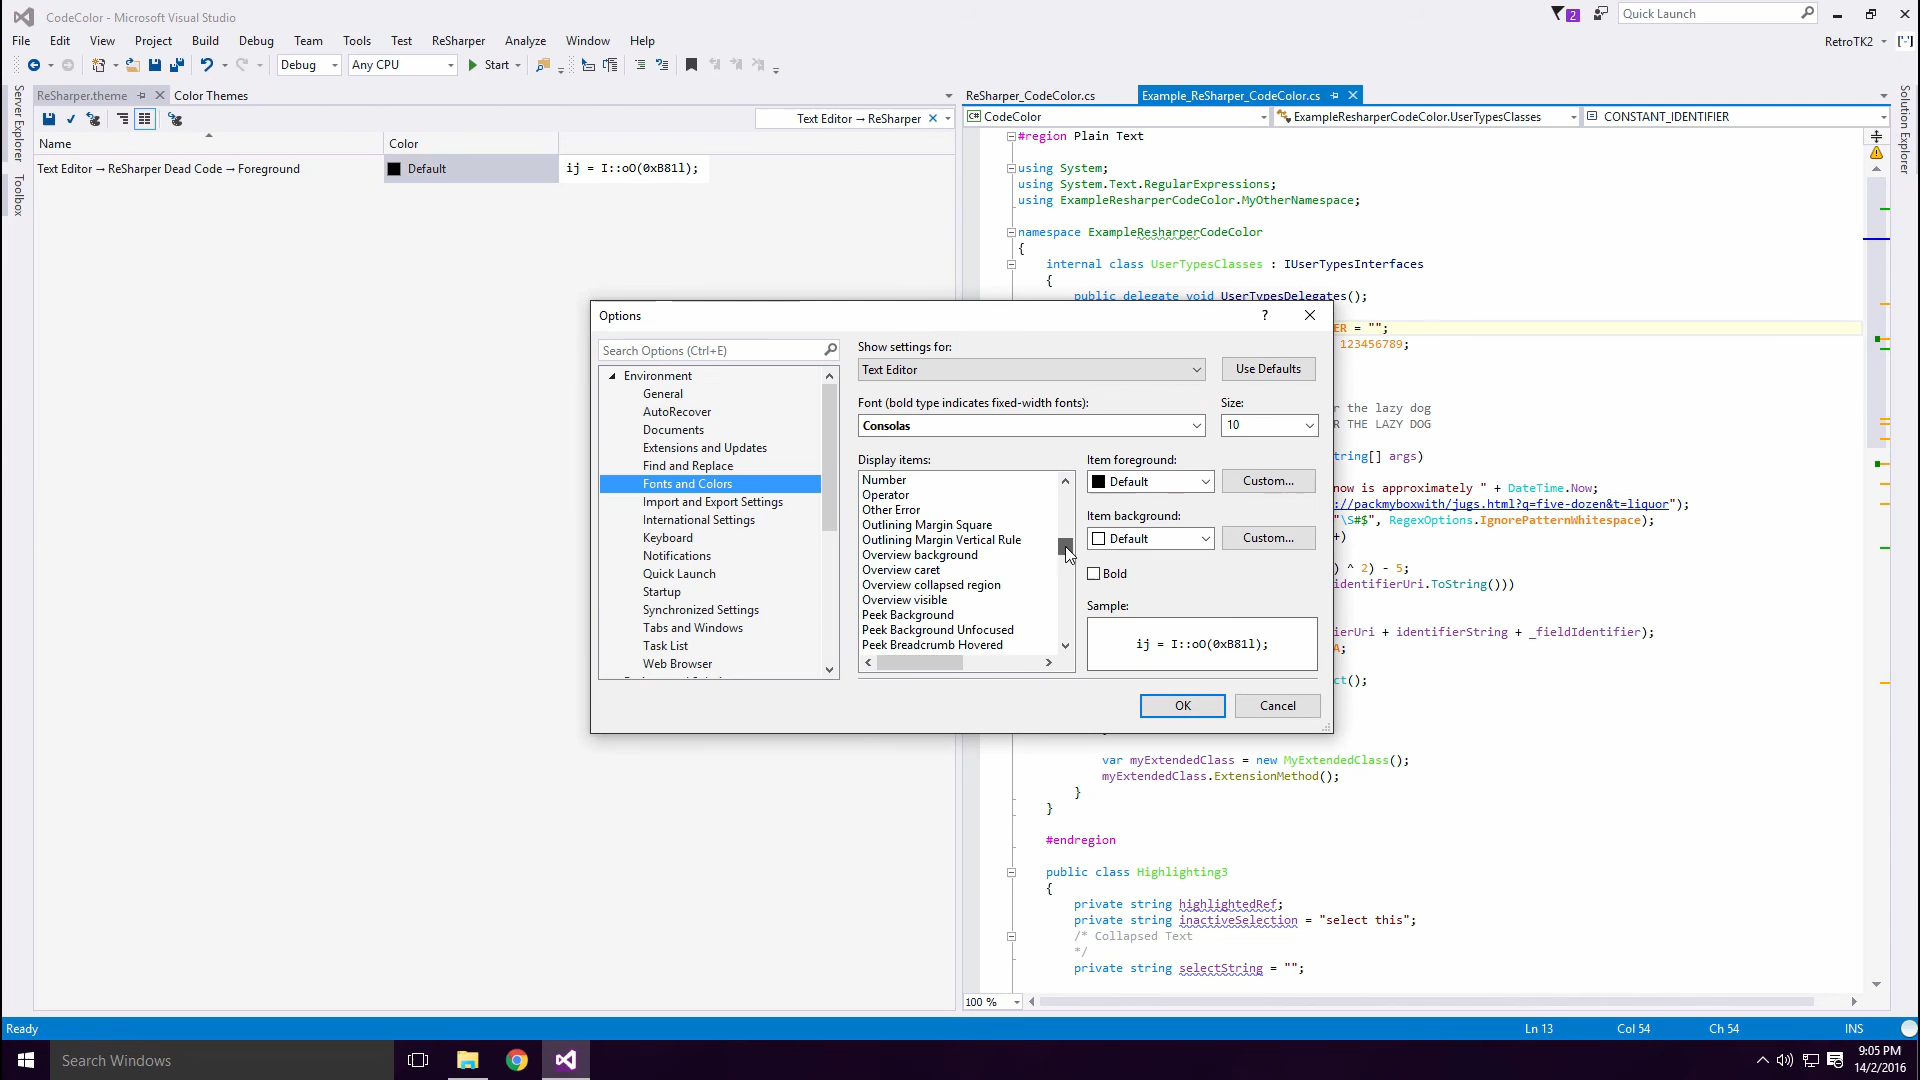 CodeColor - Microsoft Visual Studio
2
Quick Launch
File Edit View Project Build Debug Team Tools Test ReSharper Analyze Window Help
RetroTK2
Debug Any CPU Start
Server Explorer
Toolbox
ReSharper.theme Color Themes
Text Editor → ReSharper
Name Color
Text Editor → ReSharper Dead Code → Foreground Default ij = I::oO(0xB81l);
ReSharper_CodeColor.cs Example_ReSharper_CodeColor.cs
Solution Explorer
CodeColor ExampleResharperCodeColor.UserTypesClasses CONSTANT_IDENTIFIER
#region Plain Text
using System;
using System.Text.RegularExpressions;
using ExampleResharperCodeColor.MyOtherNamespace;
namespace ExampleResharperCodeColor
{
internal class UserTypesClasses : IUserTypesInterfaces
{
public delegate void UserTypesDelegates();
ER = "";
123456789;
r the lazy dog
R THE LAZY DOG
tring[] args)
now is approximately " + DateTime.Now;
://packmyboxwith/jugs.html?q=five-dozen&t=liquor");
"\S#$", RegexOptions.IgnorePatternWhitespace);
+)
) ^ 2) - 5;
identifierUri.ToString()))
ierUri + identifierString + _fieldIdentifier);
A;
ct();
}
var myExtendedClass = new MyExtendedClass();
myExtendedClass.ExtensionMethod();
}
}
#endregion
public class Highlighting3
{
private string highlightedRef;
private string inactiveSelection = "select this";
/* Collapsed Text
*/
private string selectString = "";
100 %
Options
?
Search Options (Ctrl+E)
Environment
General
AutoRecover
Documents
Extensions and Updates
Find and Replace
Fonts and Colors
Import and Export Settings
International Settings
Keyboard
Notifications
Quick Launch
Startup
Synchronized Settings
Tabs and Windows
Task List
Web Browser
Show settings for:
Text Editor
Use Defaults
Font (bold type indicates fixed-width fonts):
Size:
Consolas
10
Display items:
Number
Operator
Other Error
Outlining Margin Square
Outlining Margin Vertical Rule
Overview background
Overview caret
Overview collapsed region
Overview visible
Peek Background
Peek Background Unfocused
Peek Breadcrumb Hovered
Item foreground:
Default
Custom...
Item background:
Default
Custom...
Bold
Sample:
ij = I::oO(0xB81l);
OK
Cancel
Ready
Ln 13 Col 54 Ch 54 INS
Search Windows
9:05 PM
14/2/2016